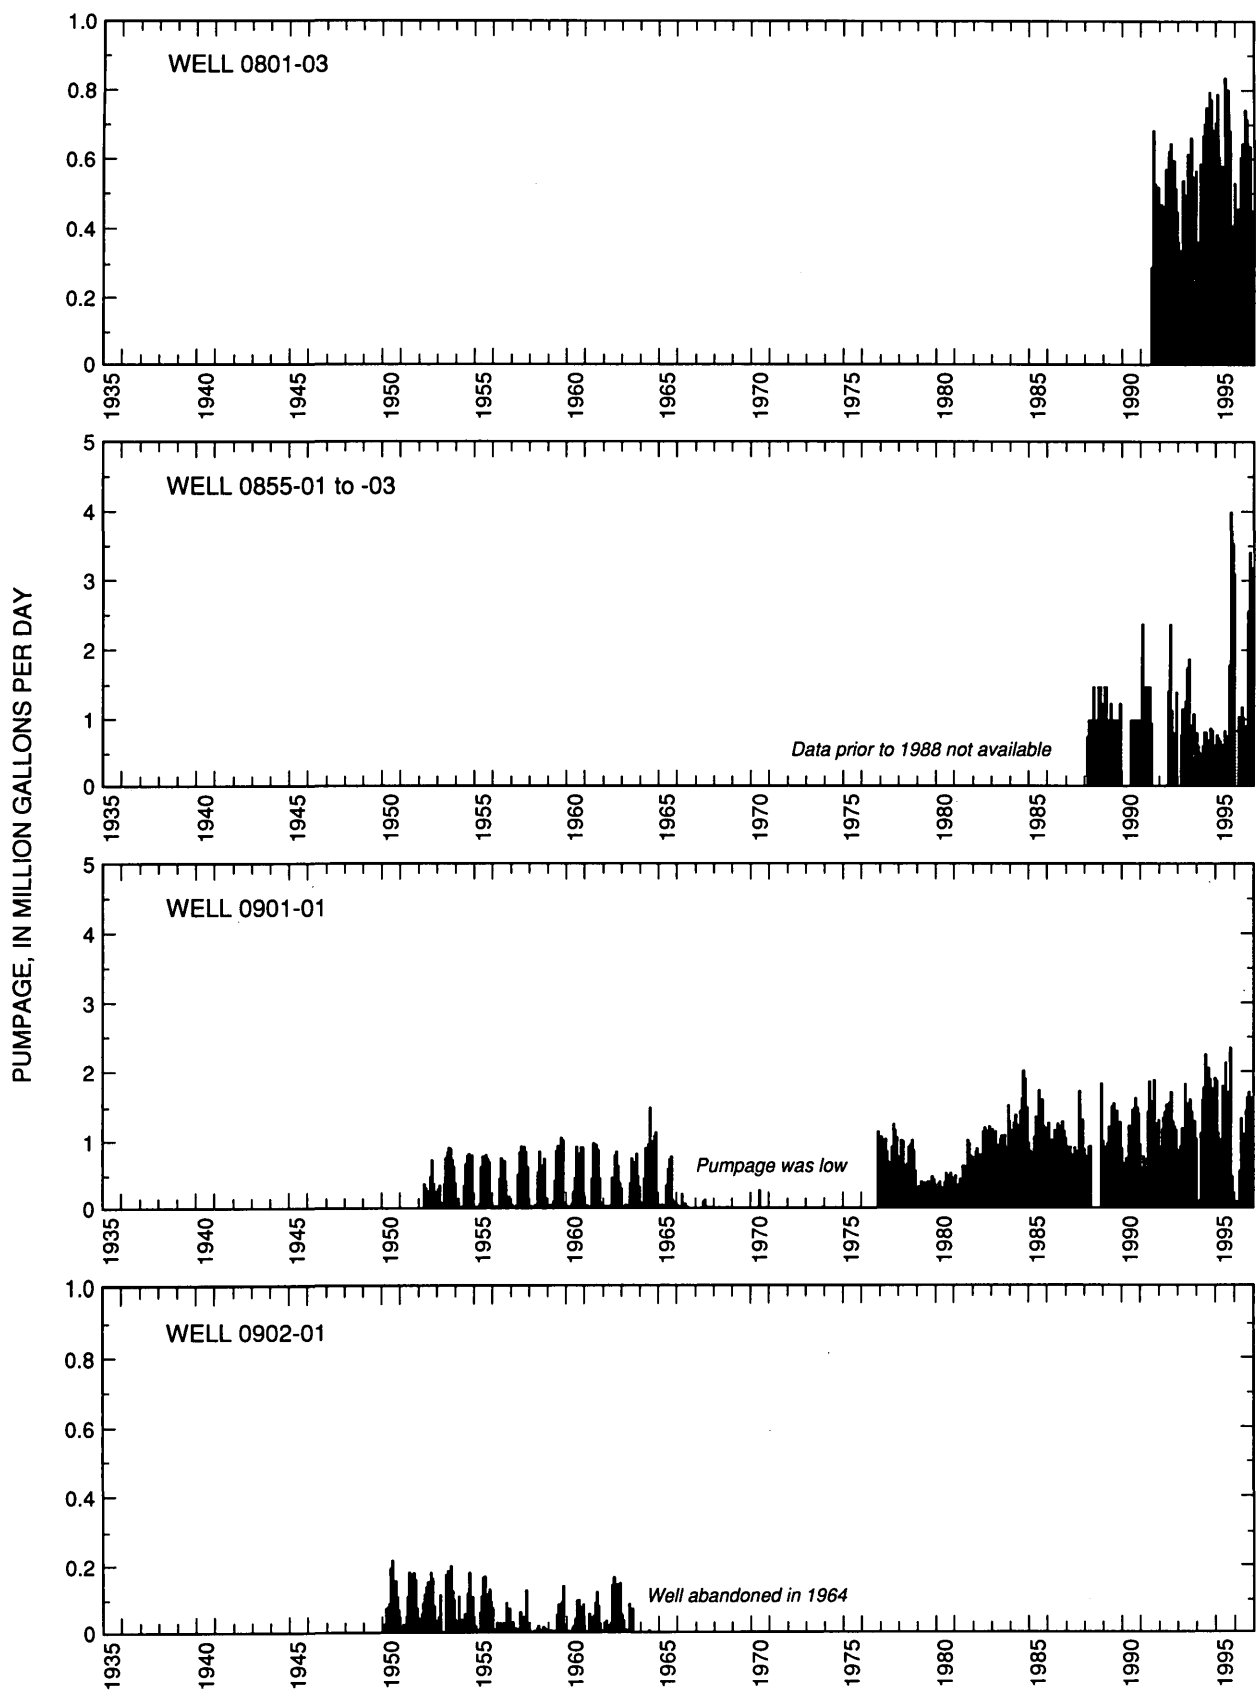 PUMPAGE, IN MILLION GALLONS PER DAY
WELL 0801-03
1.0
0.8
0.6
0.4
0.2
0
1935 1940 1945 1950 1955 1960 1965 1970 1975 1980 1985 1990 1995
WELL 0855-01 to -03
5
4
3
2
1
0
Data prior to 1988 not available
1935 1940 1945 1950 1955 1960 1965 1970 1975 1980 1985 1990 1995
WELL 0901-01
5
4
3
2
1
0
Pumpage was low
1935 1940 1945 1950 1955 1960 1965 1970 1975 1980 1985 1990 1995
WELL 0902-01
1.0
0.8
0.6
0.4
0.2
0
Well abandoned in 1964
1935 1940 1945 1950 1955 1960 1965 1970 1975 1980 1985 1990 1995